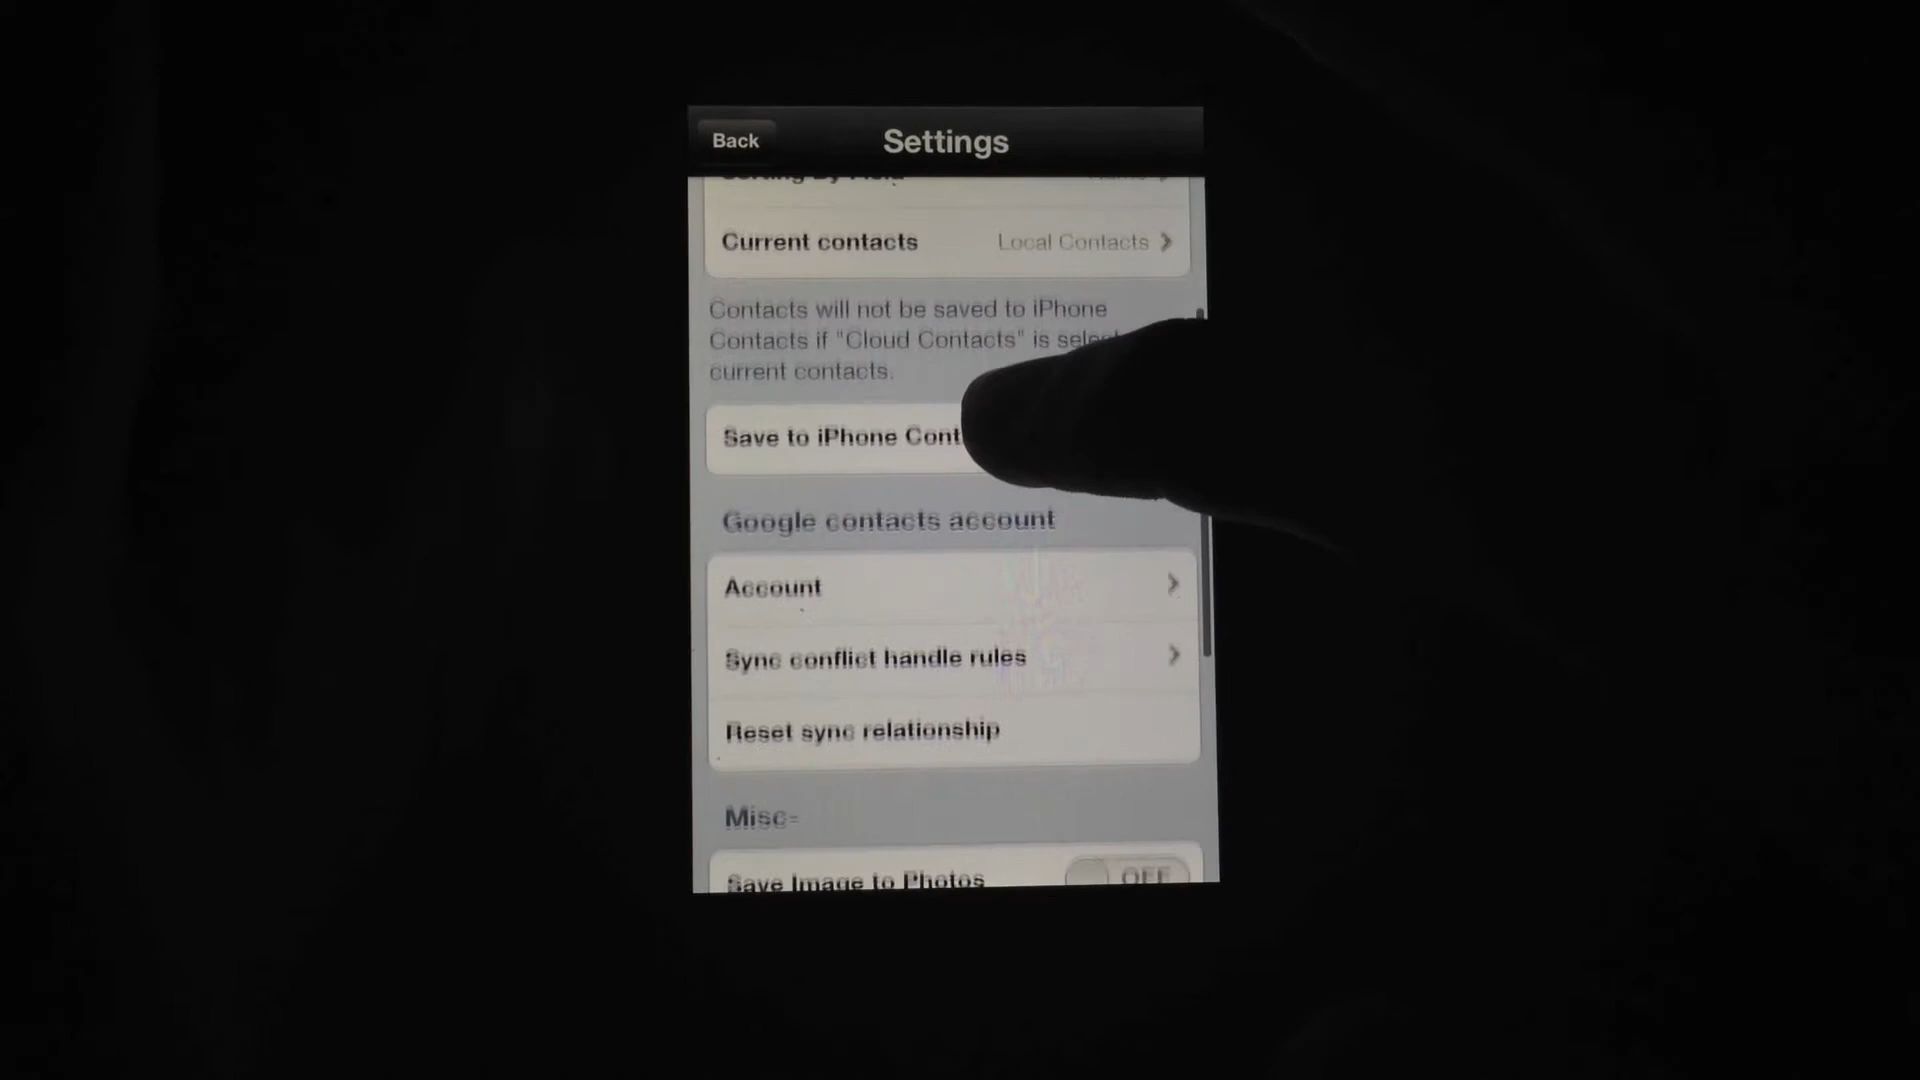 Back
Settings
Sorting By
Current contacts
Local Contacts
Contacts will not be saved to iPhone
Contacts if "Cloud Contacts" is
current contacts.
Save to iPhone
Google contacts account
Account
Sync conflict handle rules
Reset sync relationship
Misc
Save Image to Photos
OFF